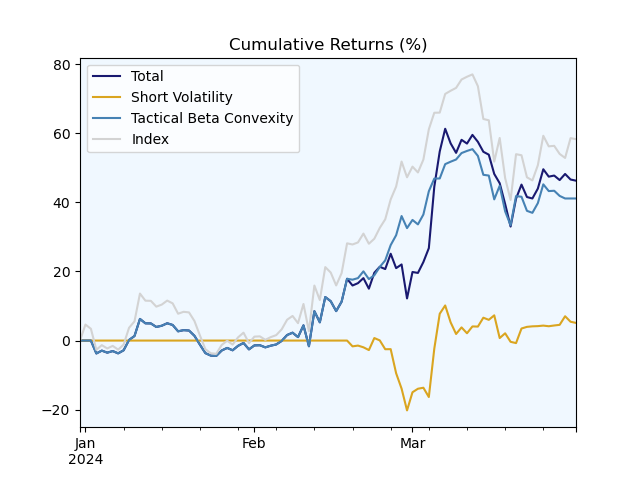 Cumulative Returns (%)
80
60
40
20
0
−20
Total
Short Volatility
Tactical Beta Convexity
Index
Jan
2024
Feb
Mar